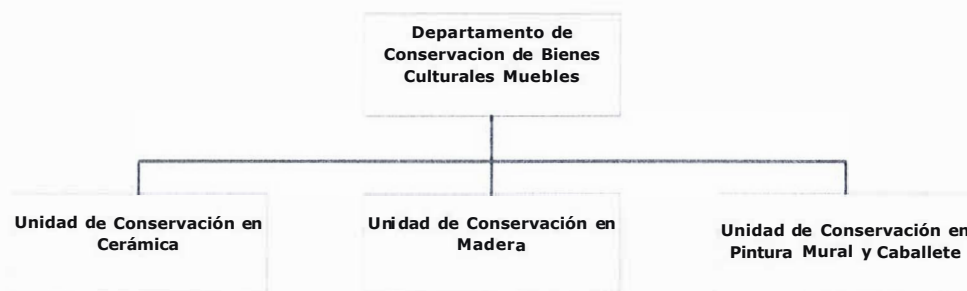 Departamento de
Conservacion de Bienes
Culturales Muebles
Unidad de Conservación en
Cerámica
Unidad de Conservación en
Madera
Unidad de Conservación en
Pintura Mural y Caballete